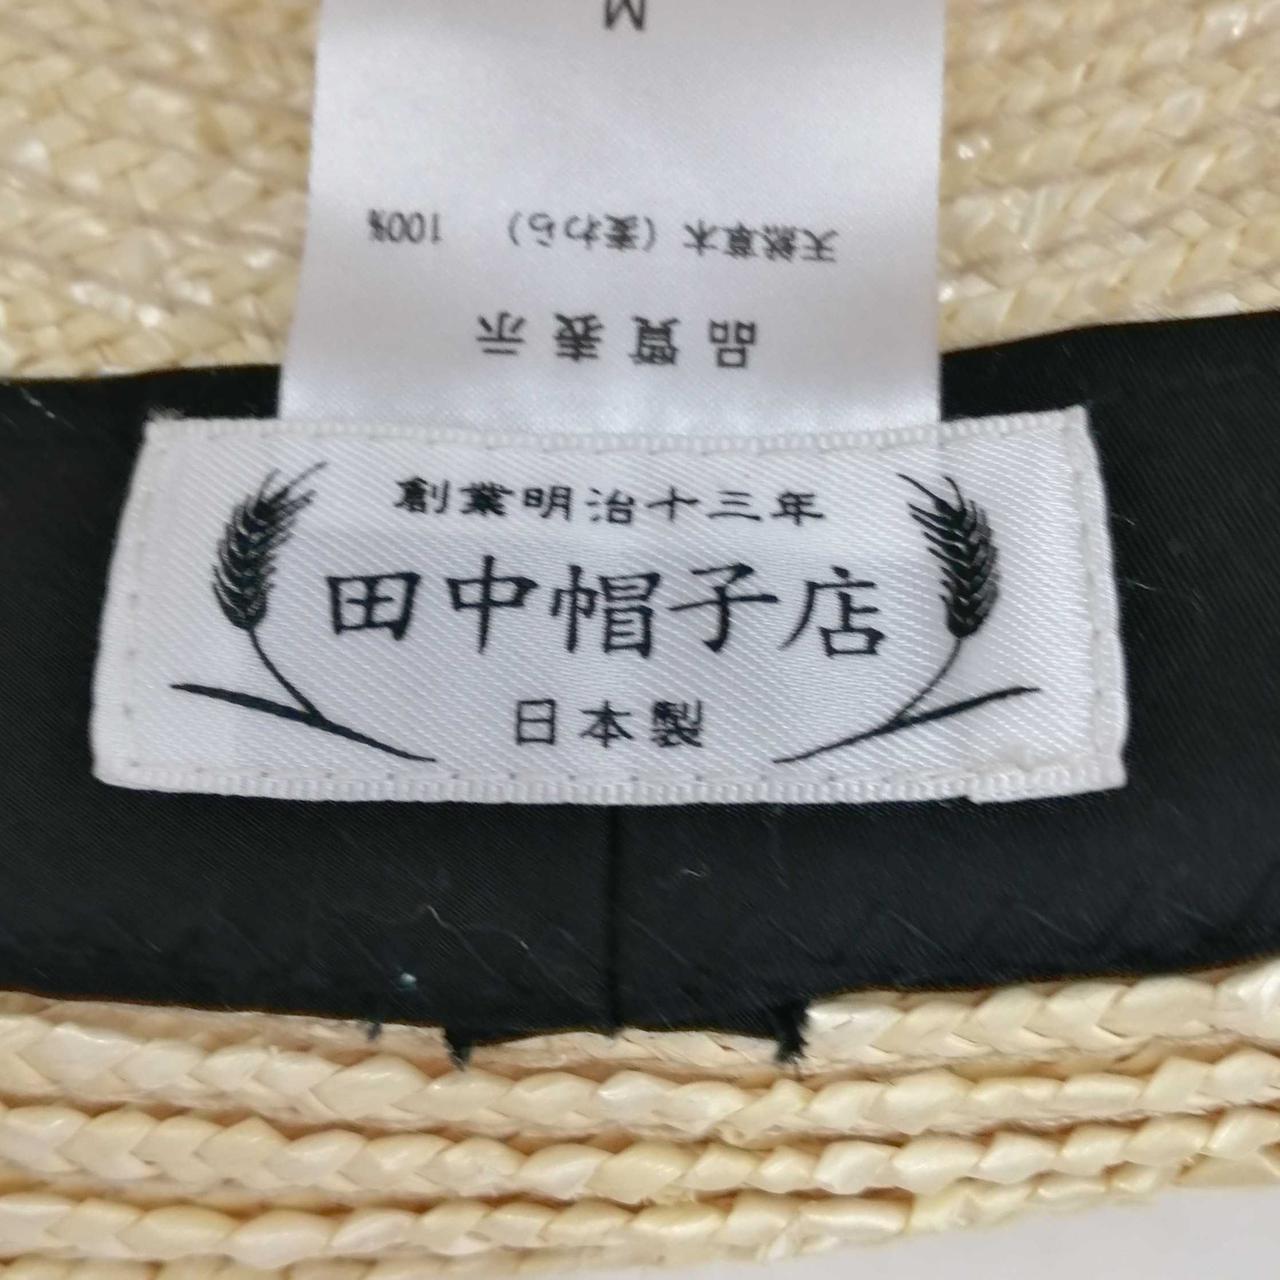 創業明治十三年
田中帽子店
日本製
品質表示
天然草木（麦わら） 100%
M